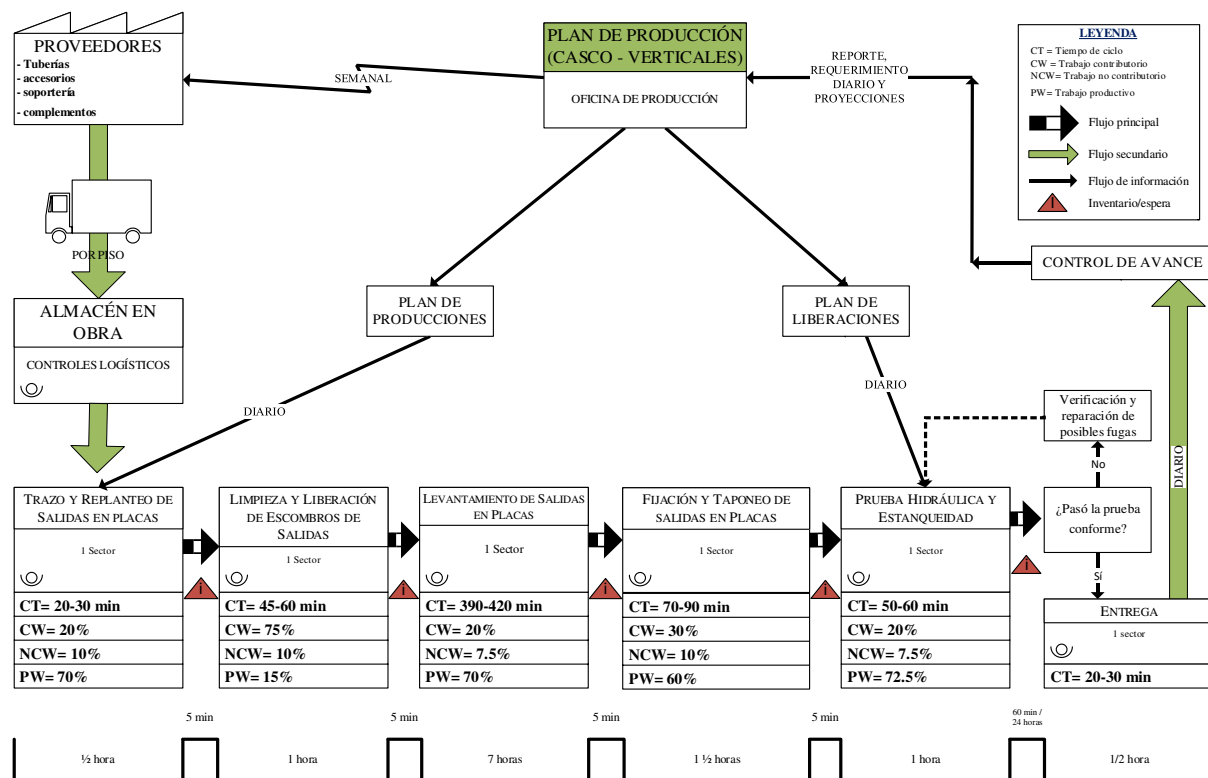 PROVEEDORES
- Tuberías
- accesorios
- soportería
- complementos
SEMANAL
PLAN DE PRODUCCIÓN
(CASCO - VERTICALES)
OFICINA DE PRODUCCIÓN
REPORTE,
REQUERIMIENTO
DIARIO Y
PROYECCIONES
LEYENDA
CT = Tiempo de ciclo
CW = Trabajo contributorio
NCW= Trabajo no contributorio
PW= Trabajo productivo
Flujo principal
Flujo secundario
Flujo de información
i
Inventario/espera
POR PISO
ALMACÉN EN
OBRA
CONTROLES LOGÍSTICOS
PLAN DE
PRODUCCIONES
PLAN DE
LIBERACIONES
CONTROL DE AVANCE
DIARIO
DIARIO
DIARIO
Verificación y
reparación de
posibles fugas
No
¿Pasó la prueba
conforme?
Sí
TRAZO Y REPLANTEO DE
SALIDAS EN PLACAS
1 Sector
CT= 20-30 min
CW= 20%
NCW= 10%
PW= 70%
i
LIMPIEZA Y LIBERACIÓN
DE ESCOMBROS DE
SALIDAS
1 Sector
CT= 45-60 min
CW= 75%
NCW= 10%
PW= 15%
i
LEVANTAMIENTO DE SALIDAS
EN PLACAS
1 Sector
CT= 390-420 min
CW= 20%
NCW= 7.5%
PW= 70%
i
FIJACIÓN Y TAPONEO DE
SALIDAS EN PLACAS
1 Sector
CT= 70-90 min
CW= 30%
NCW= 10%
PW= 60%
i
PRUEBA HIDRÁULICA Y
ESTANQUEIDAD
1 Sector
CT= 50-60 min
CW= 20%
NCW= 7.5%
PW= 72.5%
i
ENTREGA
1 sector
CT= 20-30 min
5 min
5 min
5 min
5 min
60 min /
24 horas
½ hora
1 hora
7 horas
1 ½ horas
1 hora
1/2 hora